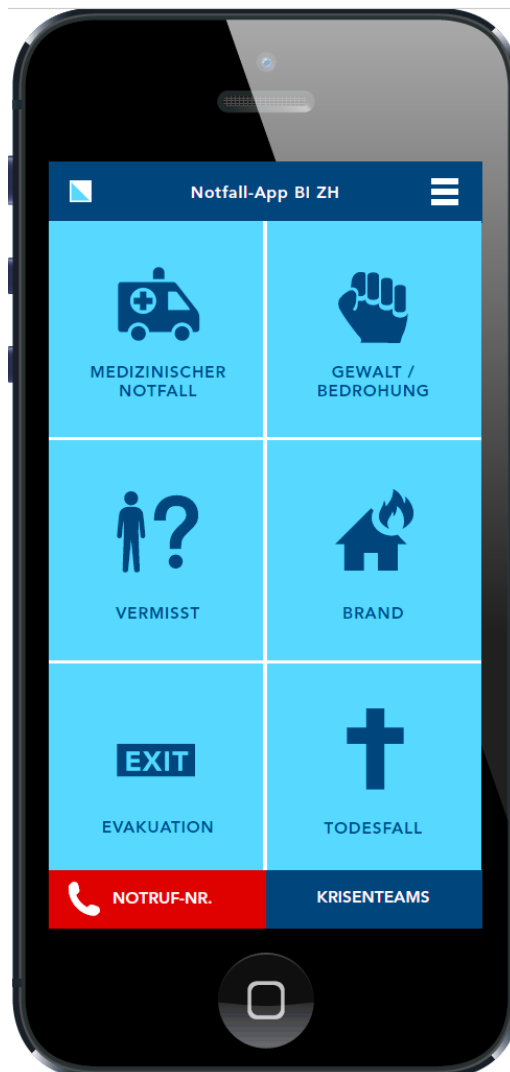 Notfall-App BI ZH
MEDIZINISCHER
NOTFALL
GEWALT /
BEDROHUNG
VERMISST
BRAND
EXIT
EVAKUATION
TODESFALL
NOTRUF-NR.
KRISENTEAMS